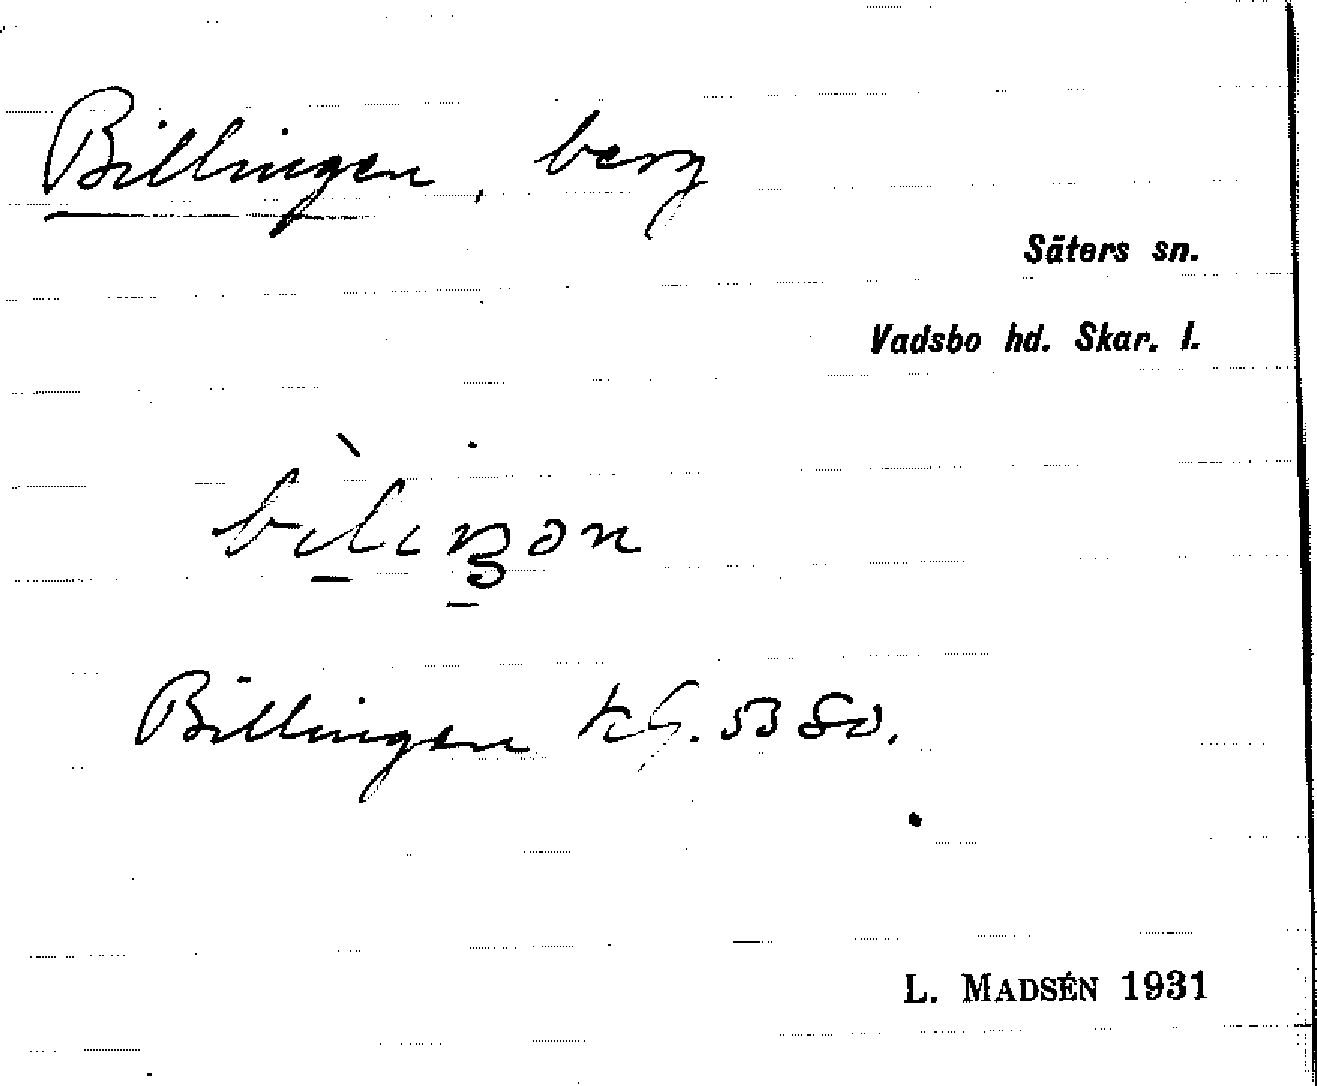 Billingen, berg
Säters sn.
Vadsbo hd. Skar. l.
Billingen
L. MADSÉN 1931